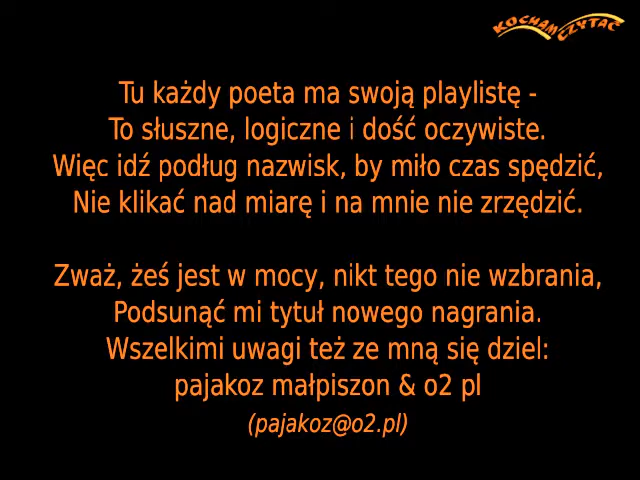 KOCHAM CZYTAĆ
Tu każdy poeta ma swoją playlistę -
To słuszne, logiczne i dość oczywiste.
Więc idź podług nazwisk, by miło czas spędzić,
Nie klikać nad miarę i na mnie nie zrzędzić.
Zważ, żeś jest w mocy, nikt tego nie wzbrania,
Podsunąć mi tytuł nowego nagrania.
Wszelkimi uwagi też ze mną się dziel:
pajakoz małpiszon & o2 pl
(pajakoz@o2.pl)